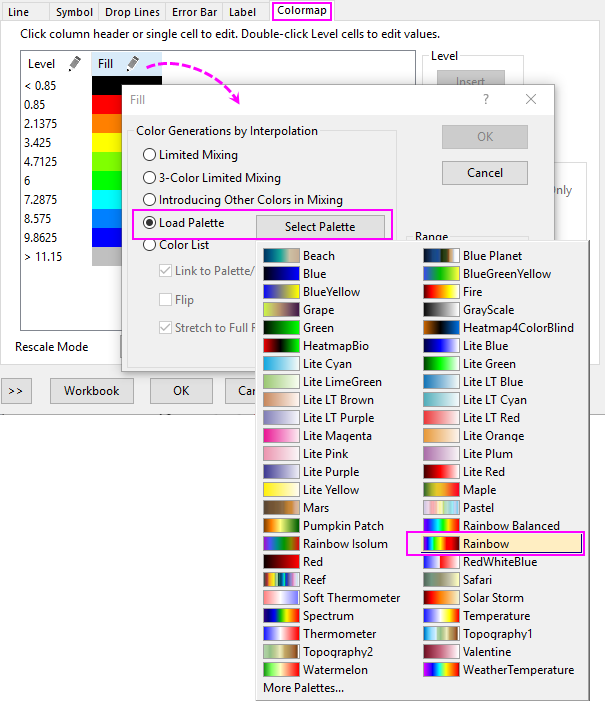 Line Symbol Drop Lines Error Bar Label Colormap
Click column header or single cell to edit. Double-click Level cells to edit values.
Level Fill
Level
Insert
< 0.85
0.85
2.1375
3.425
4.7125
6
7.2875
8.575
9.8625
> 11.15
Only
Rescale Mode
>> Workbook OK Can
Fill ? ×
Color Generations by Interpolation
Limited Mixing
3-Color Limited Mixing
Introducing Other Colors in Mixing
Load Palette Select Palette
Color List
Link to Palette/
Flip
Stretch to Full
OK
Cancel
Range
Beach Blue Planet
Blue BlueGreenYellow
BlueYellow Fire
Grape GrayScale
Green Heatmap4ColorBlind
HeatmapBio Lite Blue
Lite Cyan Lite Green
Lite LimeGreen Lite LT Blue
Lite LT Brown Lite LT Cyan
Lite LT Purple Lite LT Red
Lite Magenta Lite Orange
Lite Pink Lite Plum
Lite Purple Lite Red
Lite Yellow Maple
Mars Pastel
Pumpkin Patch Rainbow Balanced
Rainbow Isolum Rainbow
Red RedWhiteBlue
Reef Safari
Soft Thermometer Solar Storm
Spectrum Temperature
Thermometer Topography1
Topography2 Valentine
Watermelon WeatherTemperature
More Palettes...